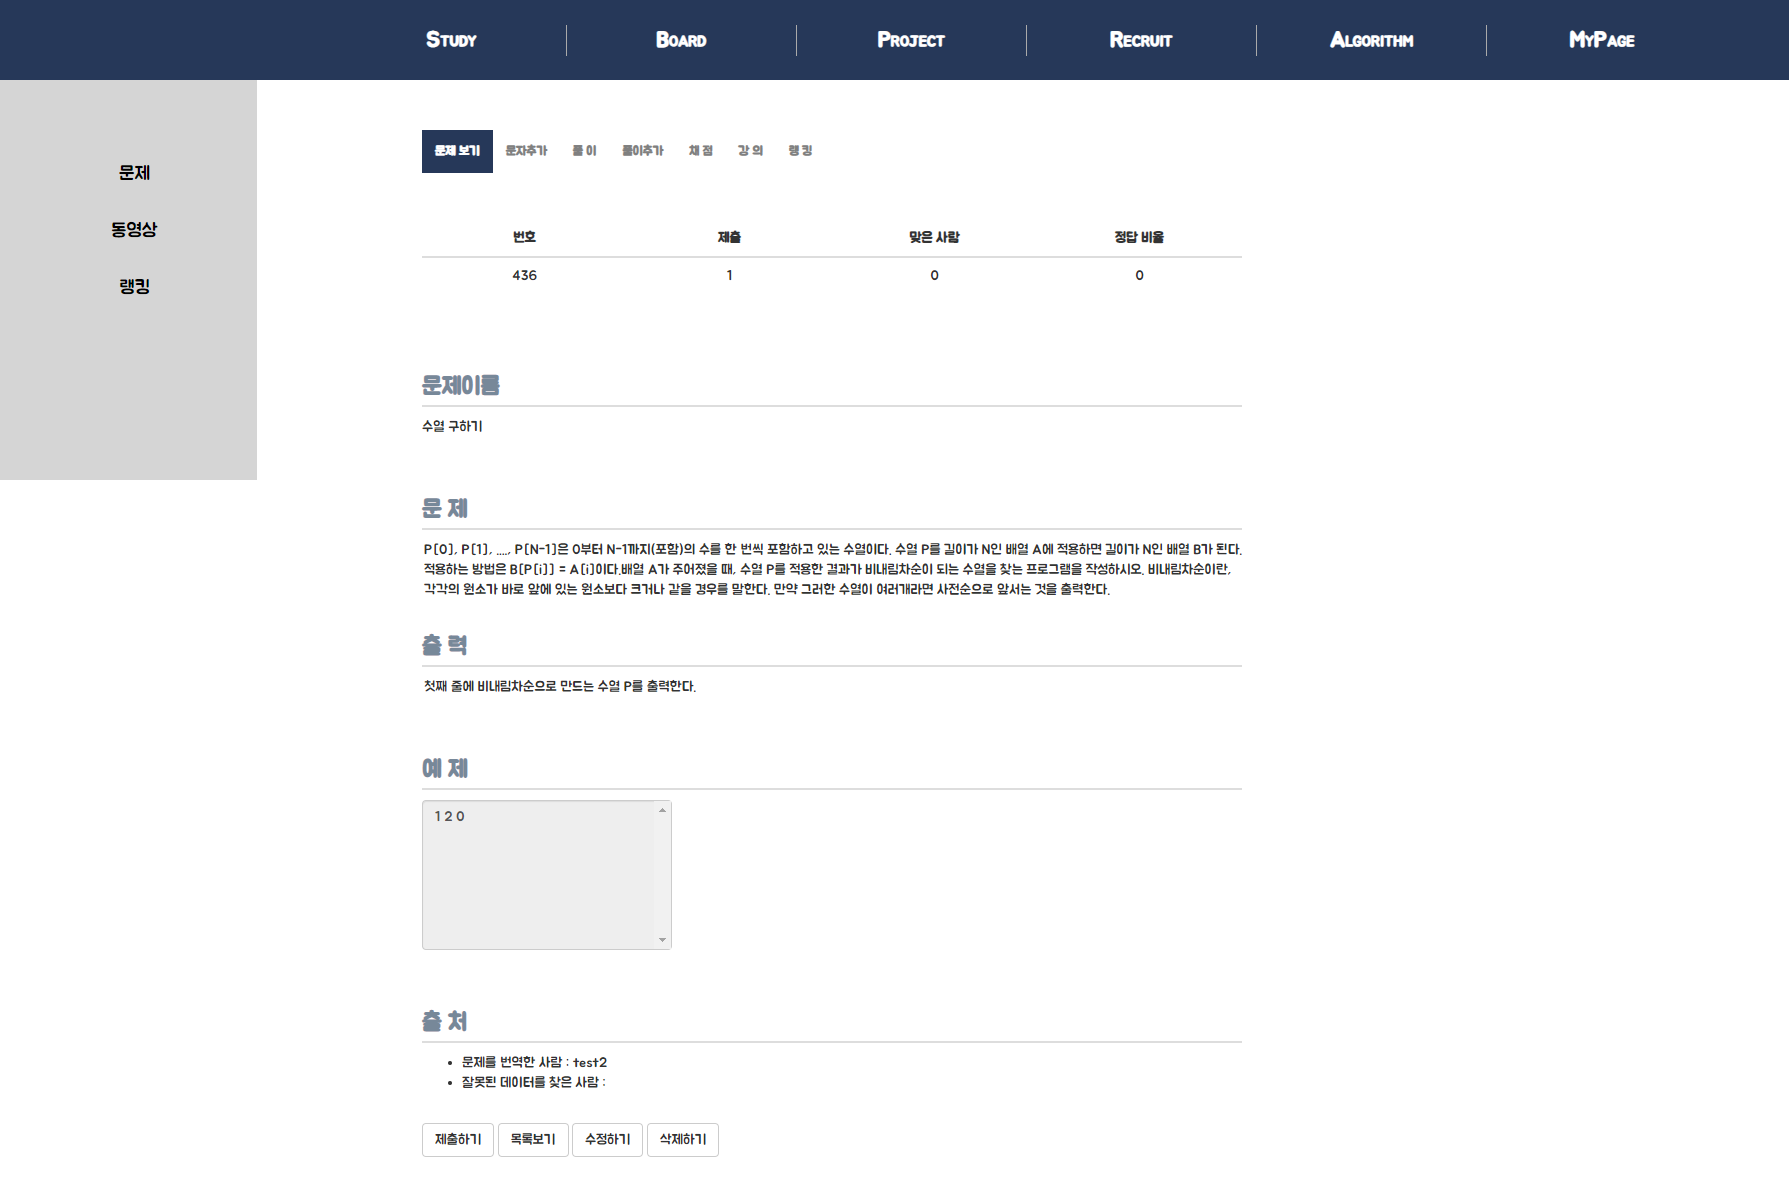 Study Board Project Recruit Algorithm MyPage
문제
동영상
랭킹
문제 보기 문자추가 풀 이 풀이추가 채 점 강 의 랭 킹
번호 제출 맞은 사람 정답 비율
436 1 0 0
문제이름
수열 구하기
문 제
P[0], P[1], ...., P[N-1]은 0부터 N-1까지(포함)의 수를 한 번씩 포함하고 있는 수열이다. 수열 P를 길이가 N인 배열 A에 적용하면 길이가 N인 배열 B가 된다.
적용하는 방법은 B[P[i]] = A[i]이다.배열 A가 주어졌을 때, 수열 P를 적용한 결과가 비내림차순이 되는 수열을 찾는 프로그램을 작성하시오. 비내림차순이란,
각각의 원소가 바로 앞에 있는 원소보다 크거나 같을 경우를 말한다. 만약 그러한 수열이 여러개라면 사전순으로 앞서는 것을 출력한다.
출 력
첫째 줄에 비내림차순으로 만드는 수열 P를 출력한다.
예 제
1 2 0
출 처
• 문제를 번역한 사람 : test2
• 잘못된 데이터를 찾은 사람 :
제출하기 목록보기 수정하기 삭제하기